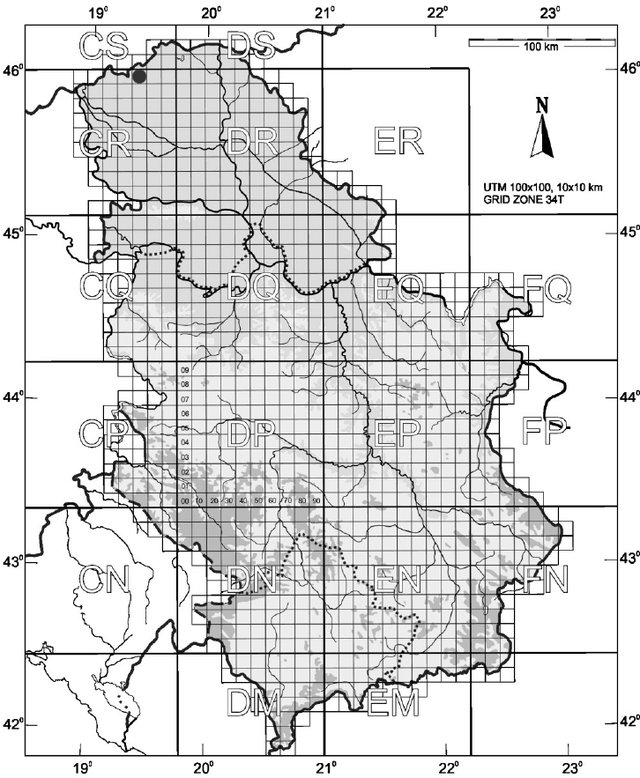 19° 20° 21° 22° 23°
CS DS
100 km
46° 46°
N
CR DR ER
UTM 100x100, 10x10 km
GRID ZONE 34T
45° 45°
CQ DQ EQ FQ
09
08
44° 07 44°
06
CP 05 DP EP FP
04
03
02
01
00 10 20 30 40 50 60 70 80 90
43° 43°
CN DN EN FN
DM EM
42° 42°
19° 20° 21° 22° 23°